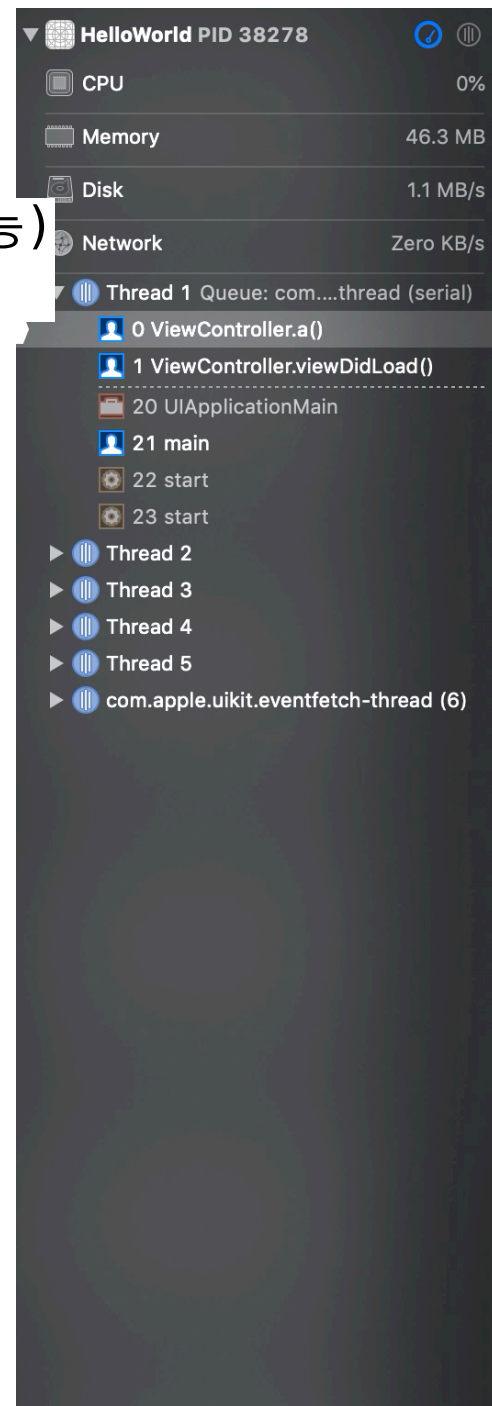 HelloWorld PID 38278
CPU 0%
Memory 46.3 MB
Disk 1.1 MB/s
능)
Network Zero KB/s
Thread 1 Queue: com....thread (serial)
0 ViewController.a()
1 ViewController.viewDidLoad()
20 UIApplicationMain
21 main
22 start
23 start
Thread 2
Thread 3
Thread 4
Thread 5
com.apple.uikit.eventfetch-thread (6)